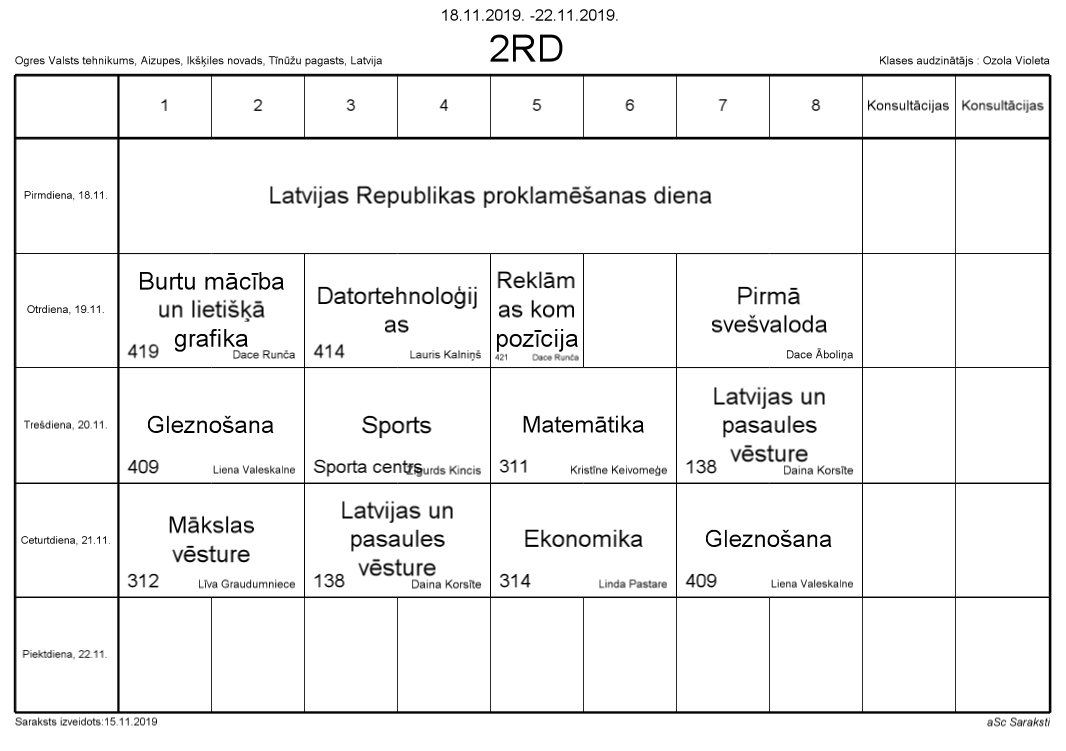 18.11.2019. -22.11.2019.
2RD
Ogres Valsts tehnikums, Aizupes, Ikšķiles novads, Tīnūžu pagasts, Latvija
Klases audzinātājs : Ozola Violeta
1 2 3 4 5 6 7 8 Konsultācijas Konsultācijas
Pirmdiena, 18.11.
Latvijas Republikas proklamēšanas diena
Otrdiena, 19.11.
Burtu mācība
un lietišķā
grafika
419 Dace Runča
Datortehnoloģij
as
414 Lauris Kalniņš
Reklām
as kom
pozīcija
421 Dace Runča
Pirmā
svešvaloda
Dace Āboliņa
Trešdiena, 20.11.
Gleznošana
409 Liena Valeskalne
Sports
Sporta centrs Zigurds Kincis
Matemātika
311 Kristīne Keivomeģe
Latvijas un
pasaules
vēsture
138 Daina Korsīte
Ceturtdiena, 21.11.
Mākslas
vēsture
312 Līva Graudumniece
Latvijas un
pasaules
vēsture
138 Daina Korsīte
Ekonomika
314 Linda Pastare
Gleznošana
409 Liena Valeskalne
Piektdiena, 22.11.
Saraksts izveidots:15.11.2019
aSc Saraksti